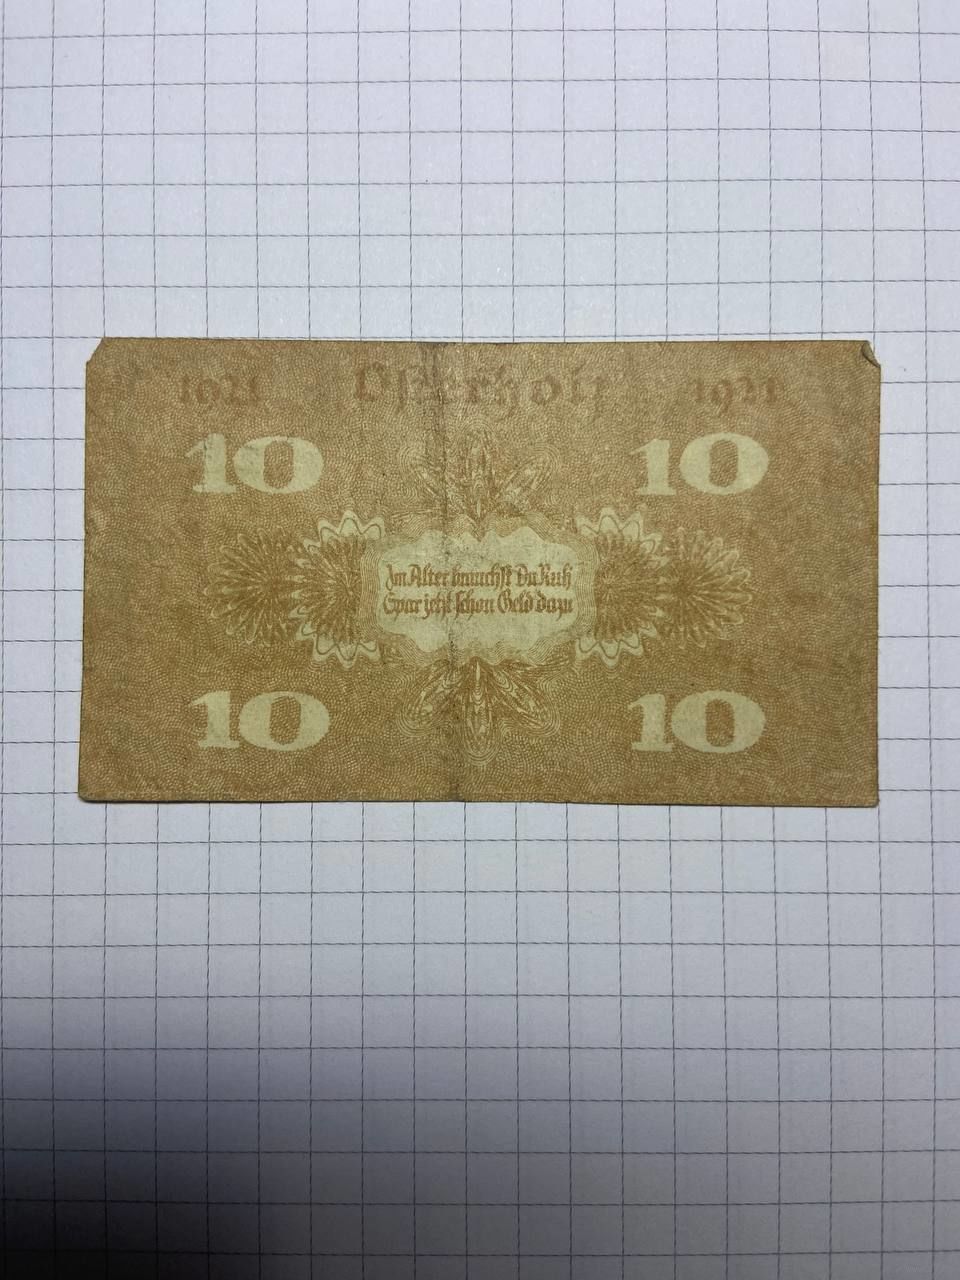 1921 Osterholz 1921
10 10
Im Alter brauchst Du Ruh
Spar jetzt schon Geld dazu
10 10